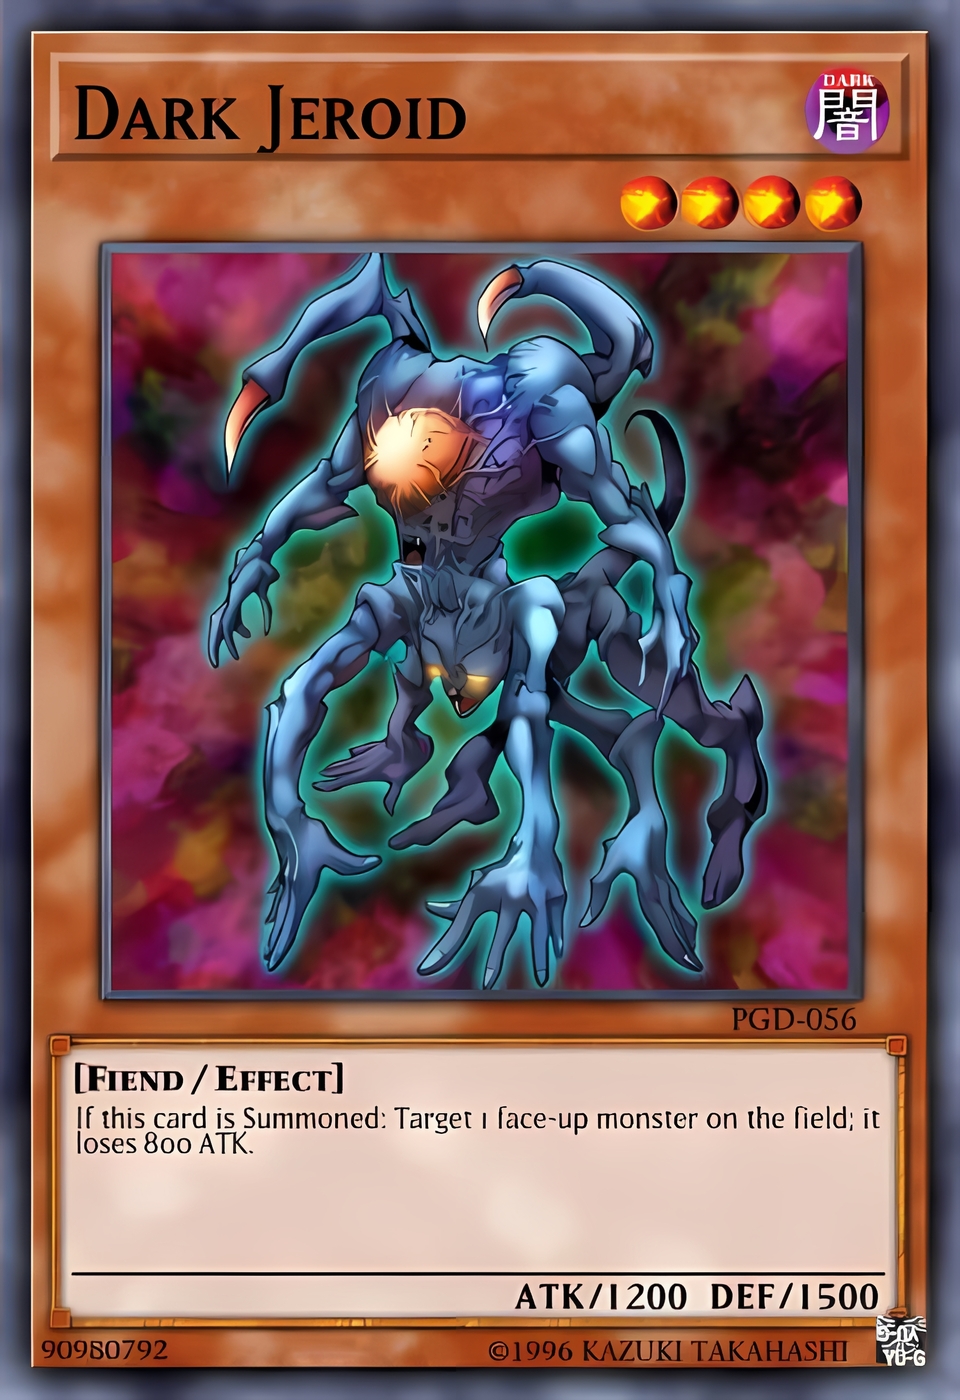 DARK JEROID
DARK
闇
PGD-056
[FIEND / EFFECT]
If this card is Summoned: Target 1 face-up monster on the field; it
loses 800 ATK.
ATK/1200 DEF/1500
90980792
©1996 KAZUKI TAKAHASHI